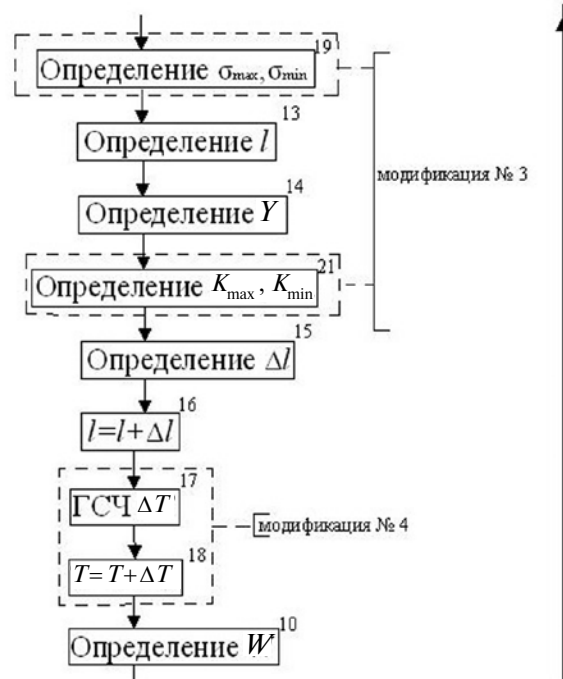 19
Определение σmax, σmin
13
Определение l
14
Определение Y
модификация № 3
21
Определение Kmax, Kmin
15
Определение Δl
16
l=l+Δl
17
ГСЧ ΔT
модификация № 4
18
T=T+ΔT
10
Определение W